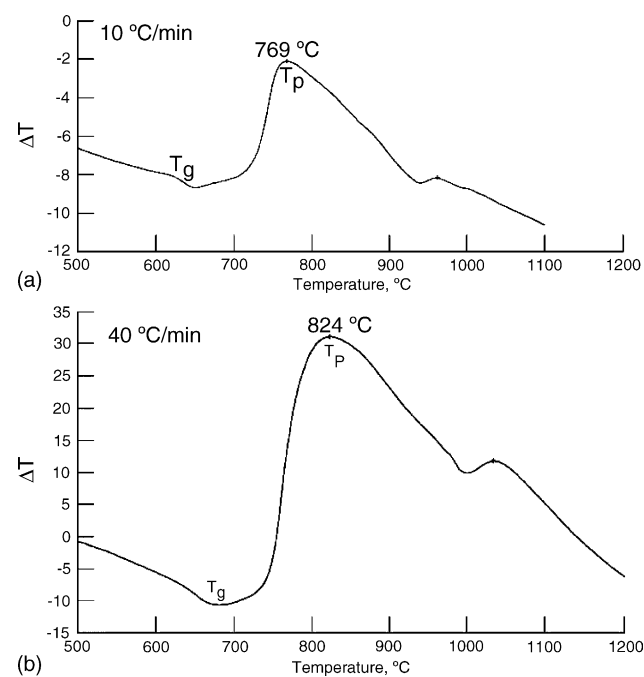 0
10 ºC/min
769 ºC
-2
Tp
-4
ΔT
-6
Tg
-8
-10
-12
500 600 700 800 900 1000 1100 1200
(a)
Temperature, ºC
35
40 ºC/min
824 ºC
30
TP
25
20
15
ΔT
10
5
0
-5
Tg
-10
-15
500 600 700 800 900 1000 1100 1200
(b)
Temperature, ºC